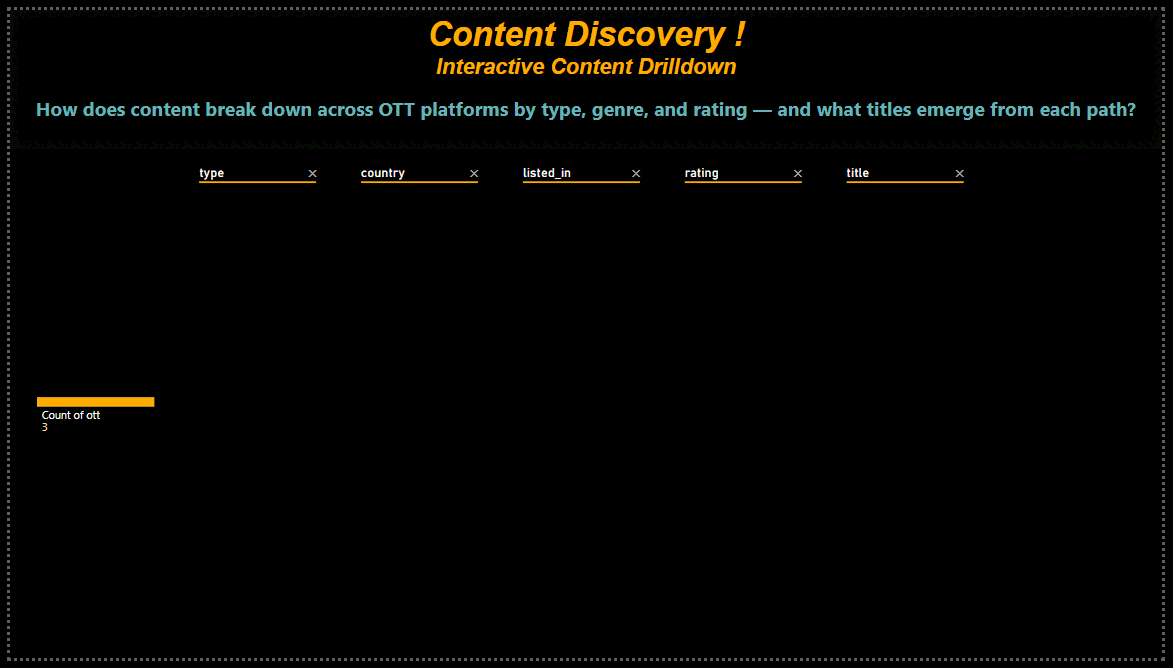 Content Discovery !
Interactive Content Drilldown
How does content break down across OTT platforms by type, genre, and rating — and what titles emerge from each path?
type × country × listed_in × rating × title ×
Count of ott
3